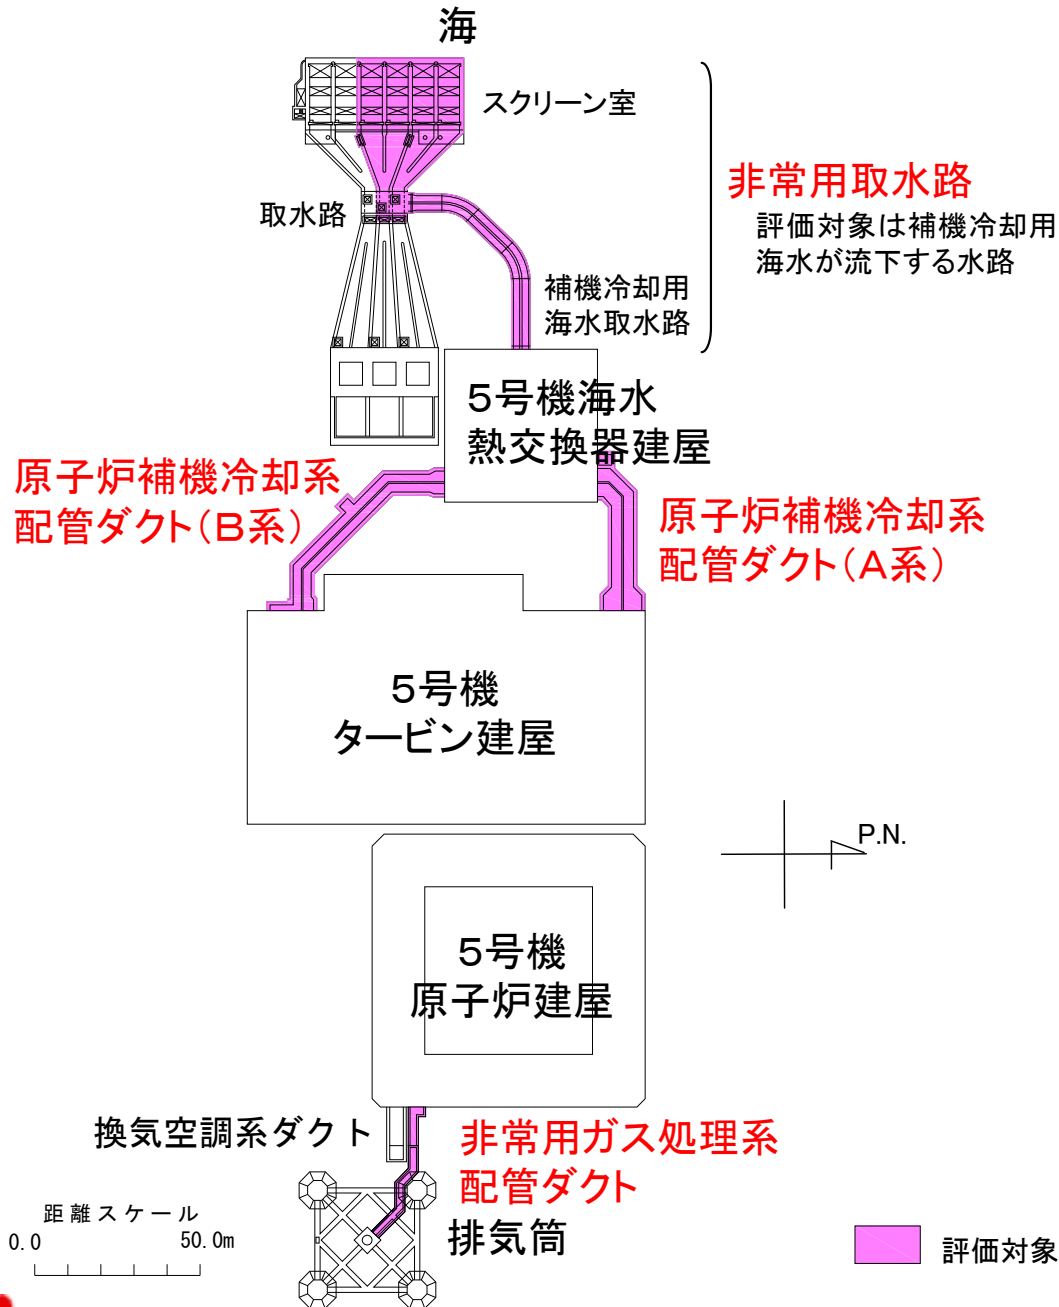 海
スクリーン室
非常用取水路
評価対象は補機冷却用
海水が流下する水路
取水路
補機冷却用
海水取水路
5号機海水
熱交換器建屋
原子炉補機冷却系
配管ダクト(B系)
原子炉補機冷却系
配管ダクト(A系)
5号機
タービン建屋
P.N.
5号機
原子炉建屋
換気空調系ダクト
非常用ガス処理系
配管ダクト
排気筒
距離スケール
0.0 50.0m
評価対象